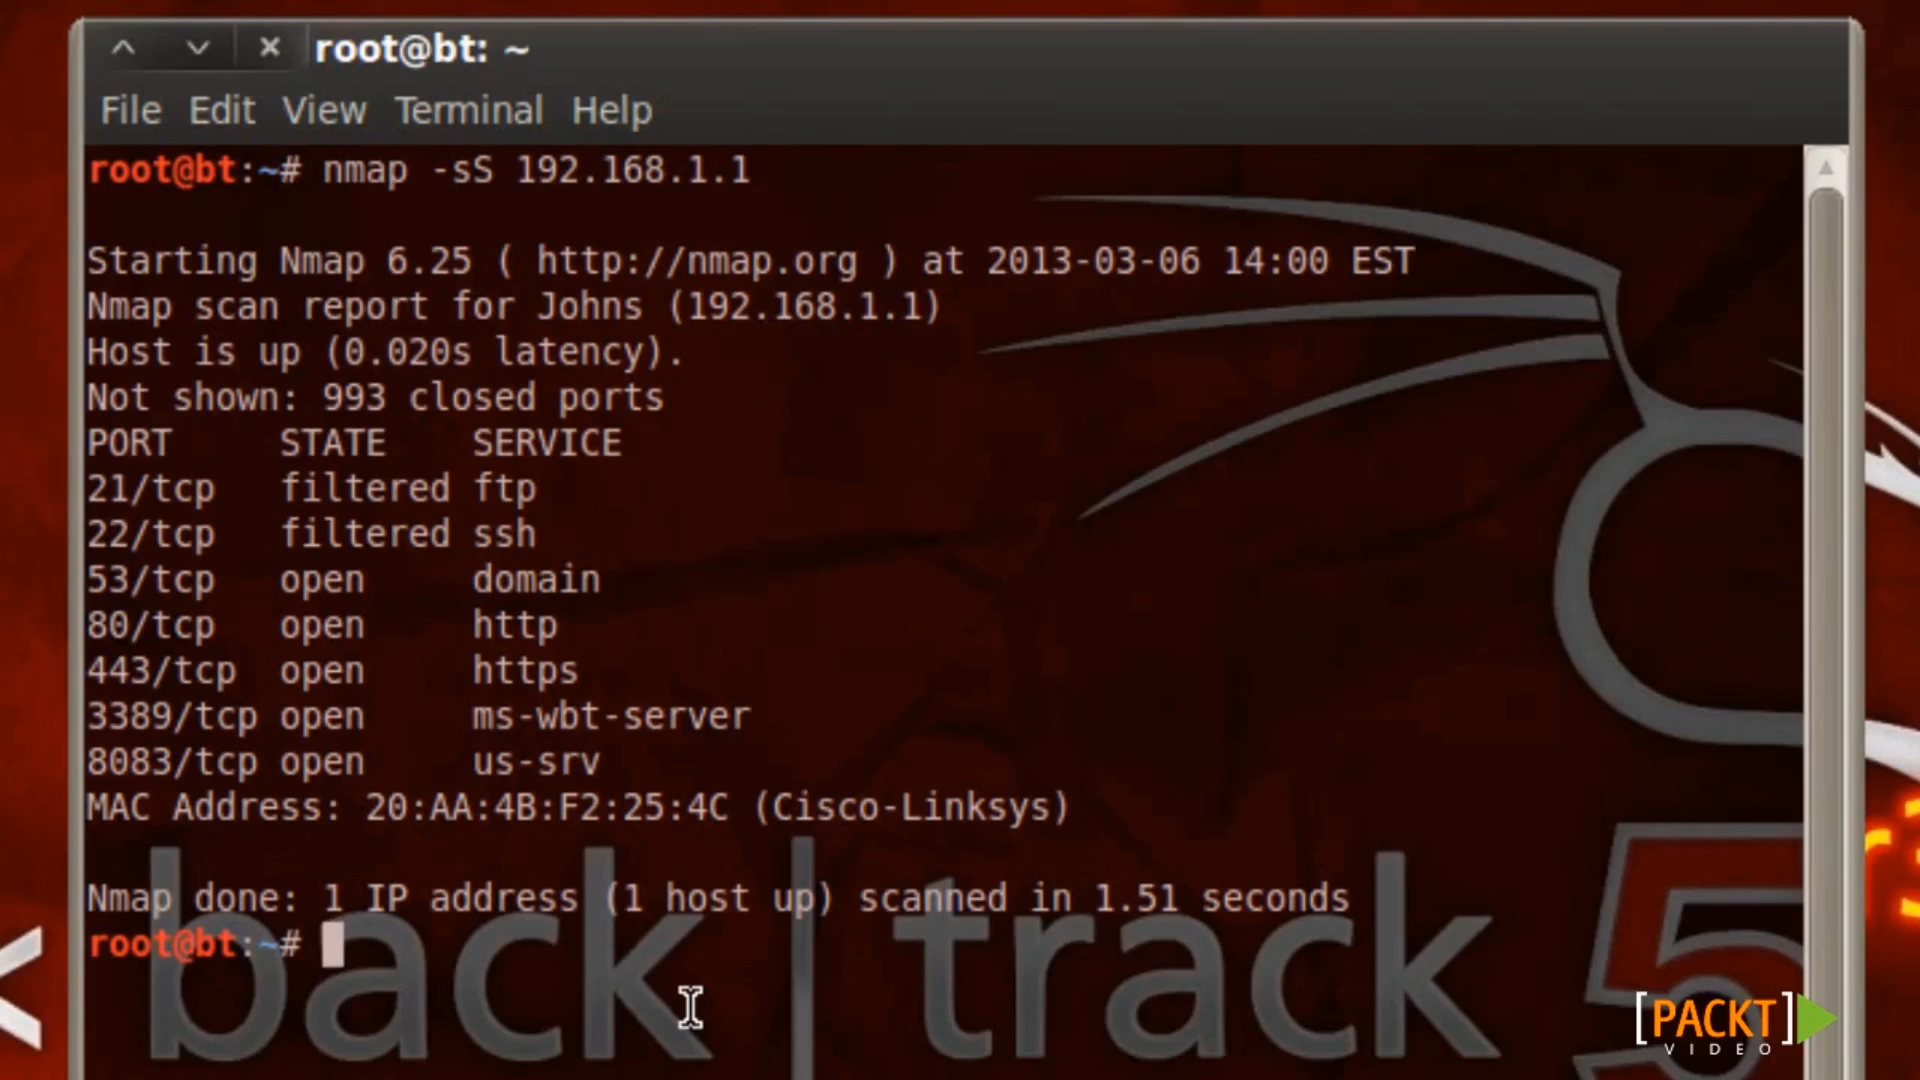 root@bt: ~
File Edit View Terminal Help
root@bt:~# nmap -sS 192.168.1.1
Starting Nmap 6.25 ( http://nmap.org ) at 2013-03-06 14:00 EST
Nmap scan report for Johns (192.168.1.1)
Host is up (0.020s latency).
Not shown: 993 closed ports
PORT STATE SERVICE
21/tcp filtered ftp
22/tcp filtered ssh
53/tcp open domain
80/tcp open http
443/tcp open https
3389/tcp open ms-wbt-server
8083/tcp open us-srv
MAC Address: 20:AA:4B:F2:25:4C (Cisco-Linksys)
Nmap done: 1 IP address (1 host up) scanned in 1.51 seconds
root@bt:~#
back | track 5
[PACKT]
VIDEO